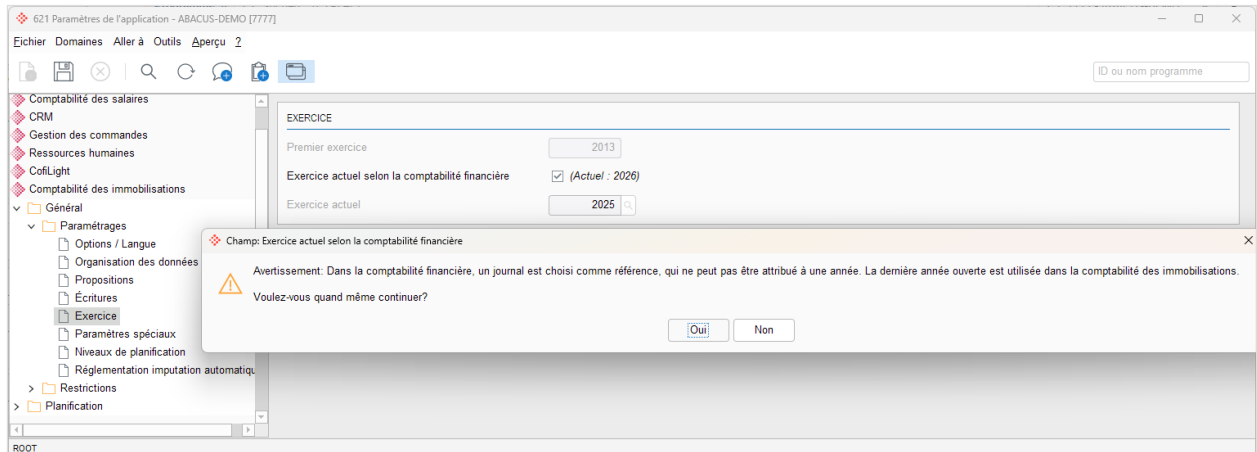 621 Paramètres de l'application - ABACUS-DEMO [7777]
Fichier Domaines Aller à Outils Aperçu ?
ID ou nom programme
Comptabilité des salaires
CRM
Gestion des commandes
Ressources humaines
CofiLight
Comptabilité des immobilisations
Général
Paramétrages
Options / Langue
Organisation des données
Propositions
Écritures
Exercice
Paramètres spéciaux
Niveaux de planification
Réglementation imputation automatiqu
Restrictions
Planification
ROOT
EXERCICE
Premier exercice 2013
Exercice actuel selon la comptabilité financière (Actuel : 2026)
Exercice actuel 2025
Champ: Exercice actuel selon la comptabilité financière
Avertissement: Dans la comptabilité financière, un journal est choisi comme référence, qui ne peut pas être attribué à une année. La dernière année ouverte est utilisée dans la comptabilité des immobilisations.
Voulez-vous quand même continuer?
Oui Non